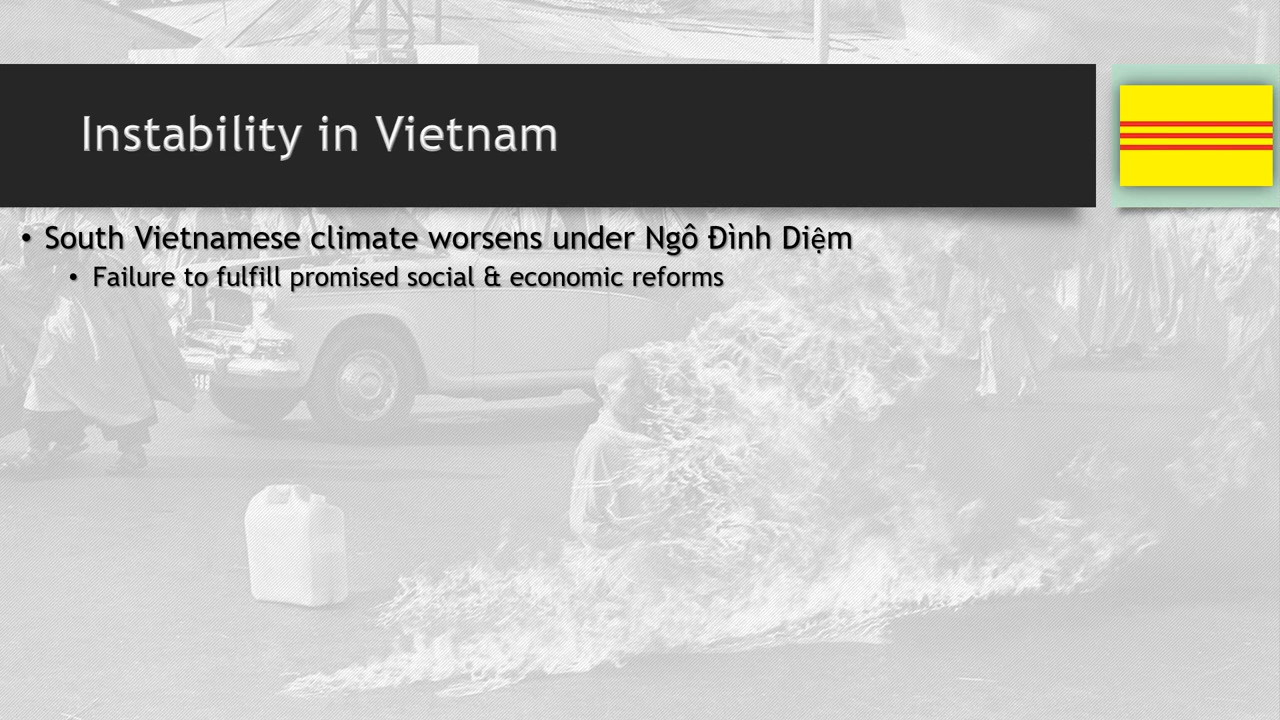 Instability in Vietnam
• South Vietnamese climate worsens under Ngô Đình Diệm
• Failure to fulfill promised social & economic reforms